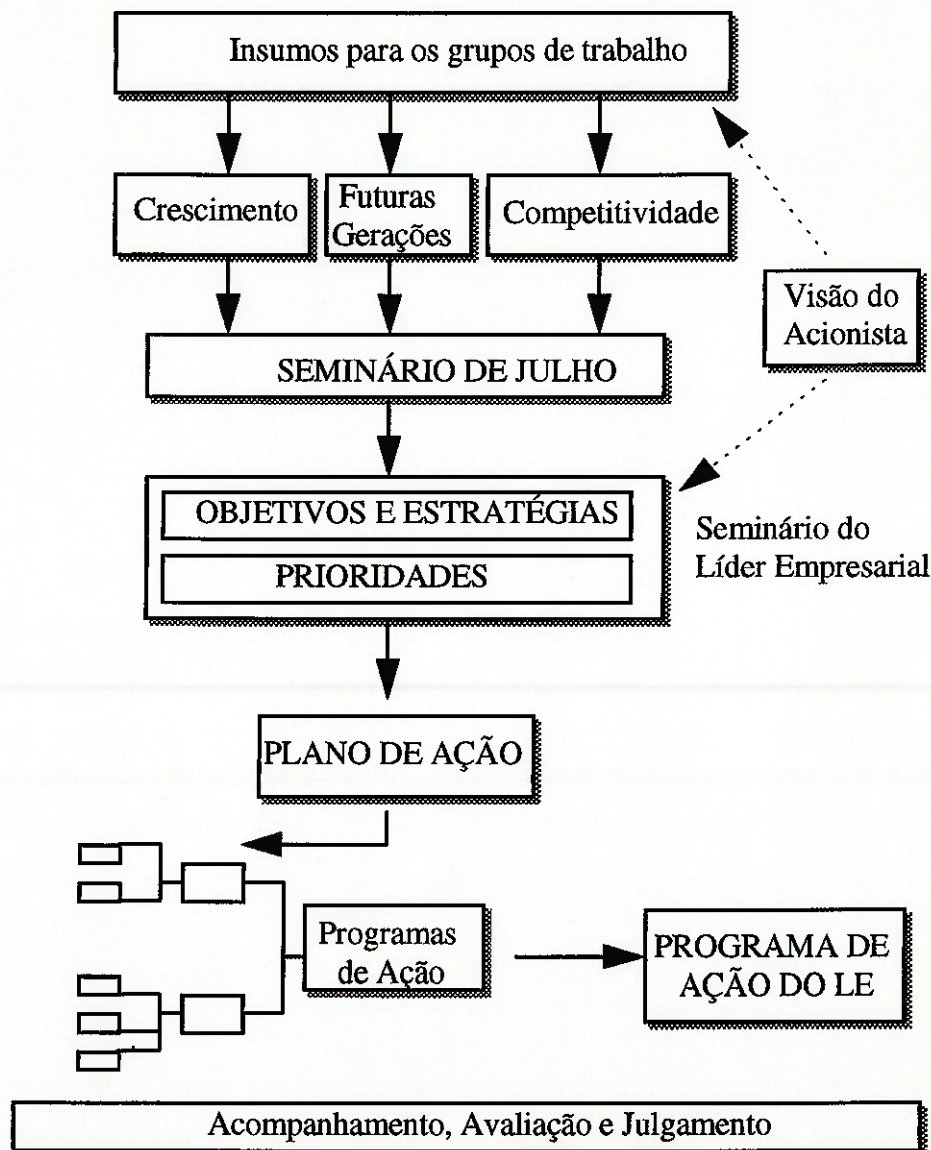 Insumos para os grupos de trabalho
Crescimento
Futuras
Gerações
Competitividade
Visão do
Acionista
SEMINÁRIO DE JULHO
OBJETIVOS E ESTRATÉGIAS
PRIORIDADES
Seminário do
Líder Empresarial
PLANO DE AÇÃO
Programas
de Ação
PROGRAMA DE
AÇÃO DO LE
Acompanhamento, Avaliação e Julgamento